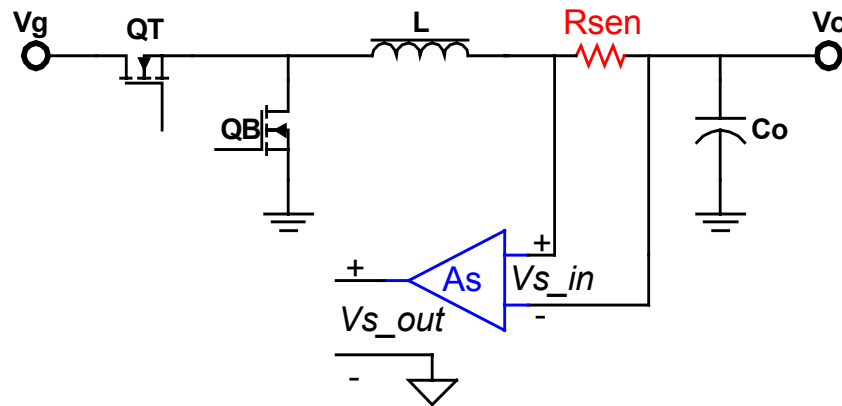 Vg
QT
L
Rsen
Vo
QB
Co
+
+
As
Vs_in
Vs_out
-
-